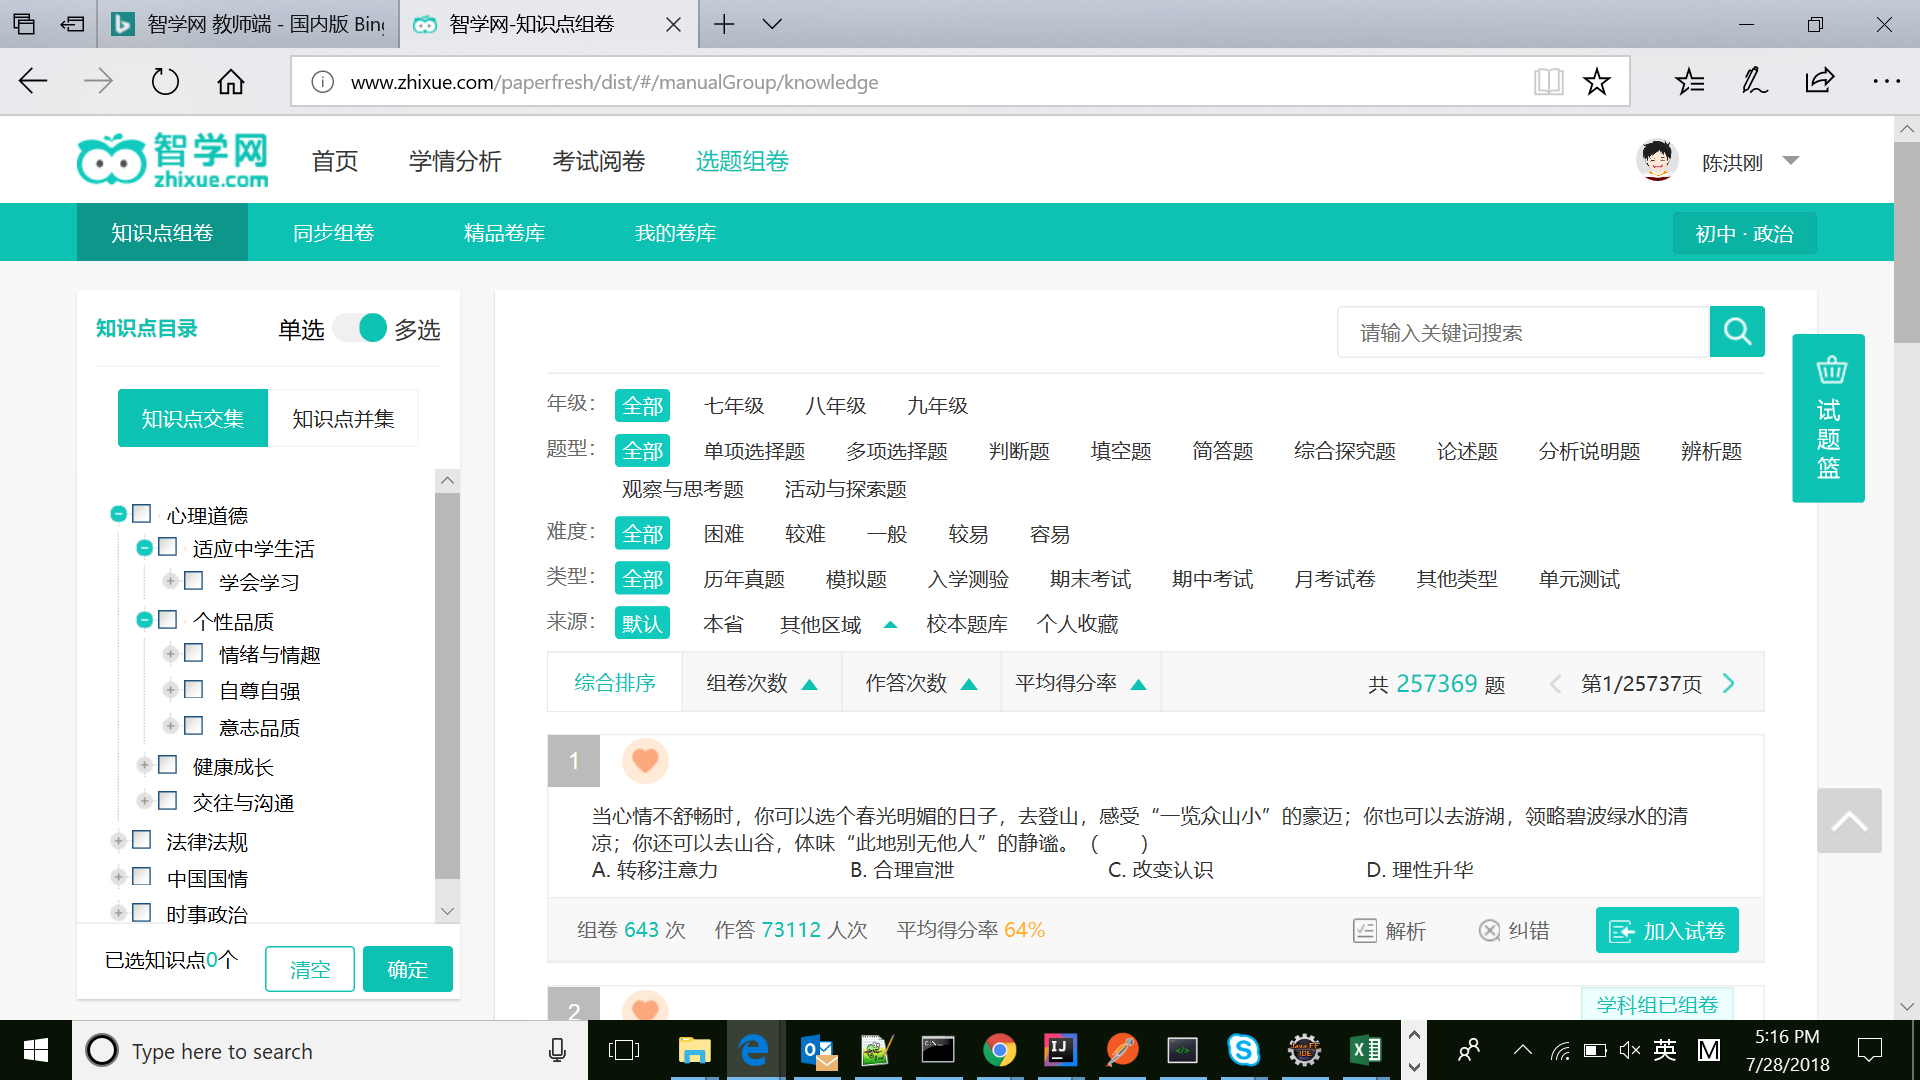 智学网 教师端 - 国内版 Bing
智学网-知识点组卷
www.zhixue.com/paperfresh/dist/#/manualGroup/knowledge
智学网
zhixue.com
首页 学情分析 考试阅卷 选题组卷
陈洪刚
知识点组卷 同步组卷 精品卷库 我的卷库
初中 · 政治
知识点目录 单选 多选
知识点交集 知识点并集
心理道德
适应中学生活
学会学习
个性品质
情绪与情趣
自尊自强
意志品质
健康成长
交往与沟通
法律法规
中国国情
时事政治
已选知识点0个 清空 确定
请输入关键词搜索
年级： 全部 七年级 八年级 九年级
题型： 全部 单项选择题 多项选择题 判断题 填空题 简答题 综合探究题 论述题 分析说明题 辨析题
观察与思考题 活动与探索题
难度： 全部 困难 较难 一般 较易 容易
类型： 全部 历年真题 模拟题 入学测验 期末考试 期中考试 月考试卷 其他类型 单元测试
来源： 默认 本省 其他区域 校本题库 个人收藏
综合排序 组卷次数 作答次数 平均得分率 共 257369 题 第1/25737页
1
当心情不舒畅时，你可以选个春光明媚的日子，去登山，感受“一览众山小”的豪迈；你也可以去游湖，领略碧波绿水的清
凉；你还可以去山谷，体味“此地别无他人”的静谧。（ ）
A. 转移注意力 B. 合理宣泄 C. 改变认识 D. 理性升华
组卷 643 次 作答 73112 人次 平均得分率 64% 解析 纠错 加入试卷
2
学科组已组卷
试题篮
Type here to search
英
M
5:16 PM
7/28/2018